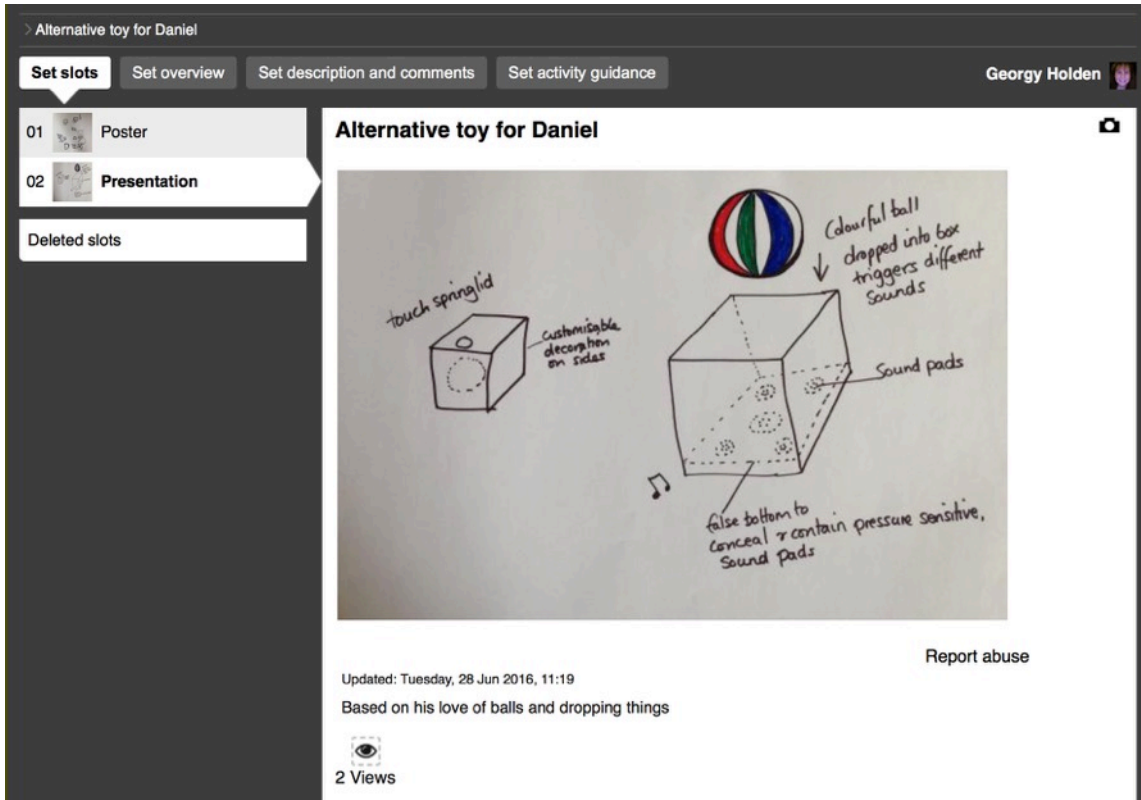 Alternative toy for Daniel
Set slots
Set overview
Set description and comments
Set activity guidance
Georgy Holden
01 Poster
02 Presentation
Deleted slots
Alternative toy for Daniel
touch spring lid
customisable
decoration
on sides
Colourful ball
dropped into box
triggers different
sounds
Sound pads
false bottom to
conceal & contain pressure sensitive,
Sound pads
Report abuse
Updated: Tuesday, 28 Jun 2016, 11:19
Based on his love of balls and dropping things
2 Views